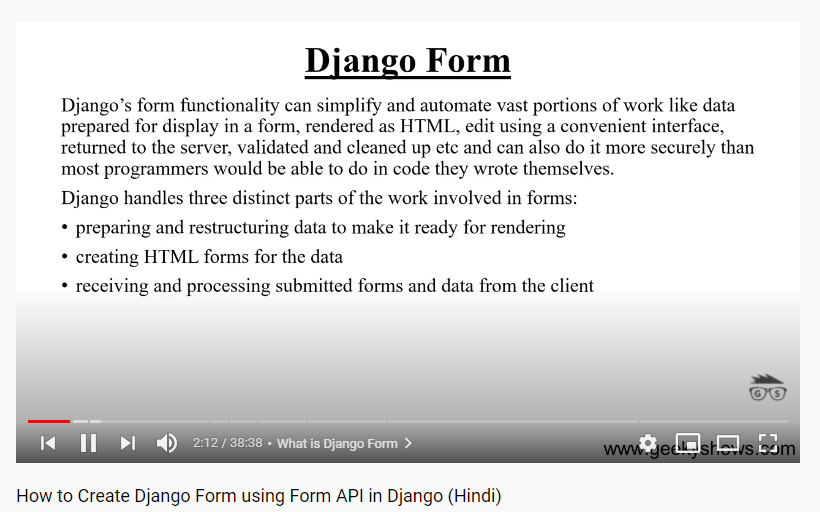 Django Form
Django’s form functionality can simplify and automate vast portions of work like data
prepared for display in a form, rendered as HTML, edit using a convenient interface,
returned to the server, validated and cleaned up etc and can also do it more securely than
most programmers would be able to do in code they wrote themselves.
Django handles three distinct parts of the work involved in forms:
• preparing and restructuring data to make it ready for rendering
• creating HTML forms for the data
• receiving and processing submitted forms and data from the client
G S
2:12 / 38:38 • What is Django Form
www.geekyshows.com
How to Create Django Form using Form API in Django (Hindi)